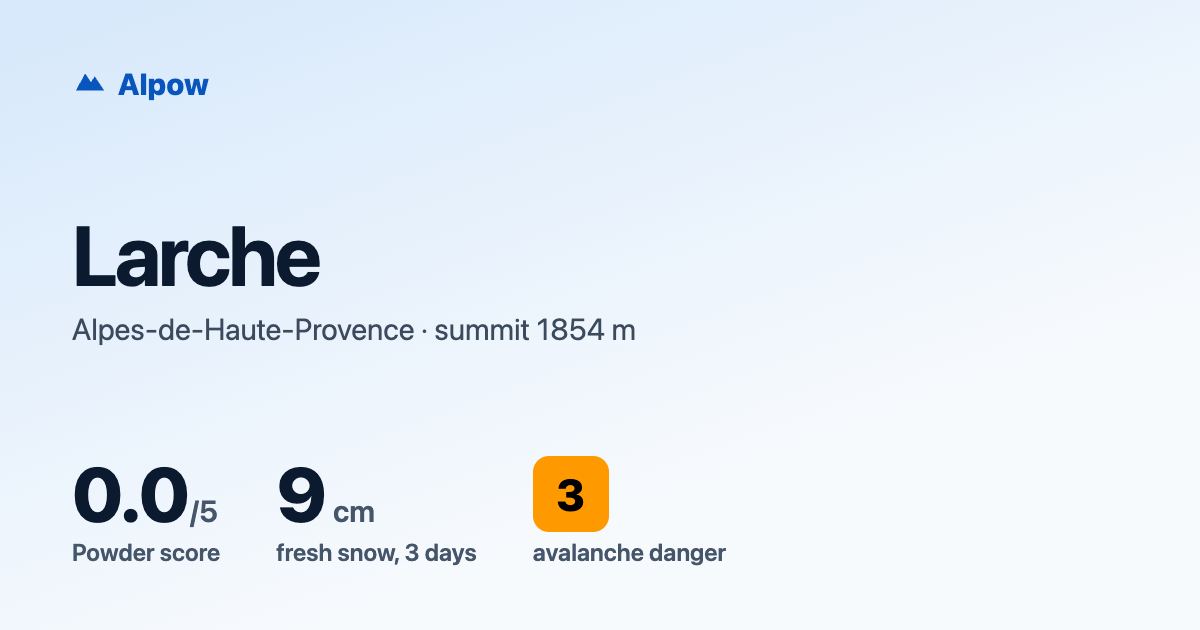 Alpow
Larche
Alpes-de-Haute-Provence · summit 1854 m
0.0/5 9 cm 3
Powder score fresh snow, 3 days avalanche danger